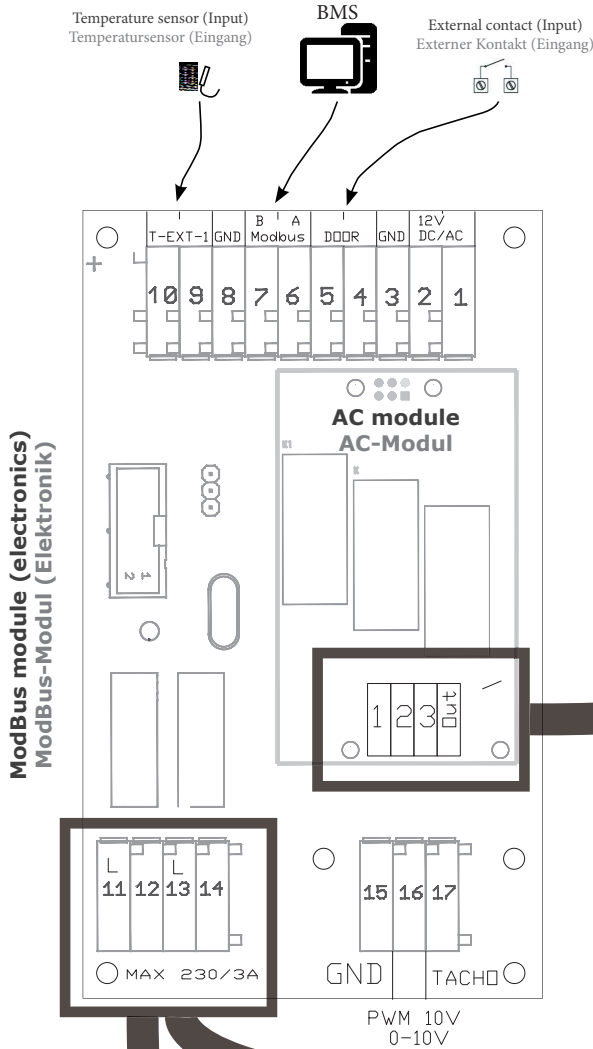 Temperature sensor (Input)
Temperatursensor (Eingang)
BMS
External contact (Input)
Externer Kontakt (Eingang)
T-EXT-1 GND B A Modbus DOOR GND 12V DC/AC
+
10 9 8 7 6 5 4 3 2 1
AC module
AC-Modul
K1
K
ModBus module (electronics)
ModBus-Modul (Elektronik)
2 1
1 2 3 Out
L L
11 12 13 14
15 16 17
MAX 230/3A
GND TACHO
PWM 10V
0-10V